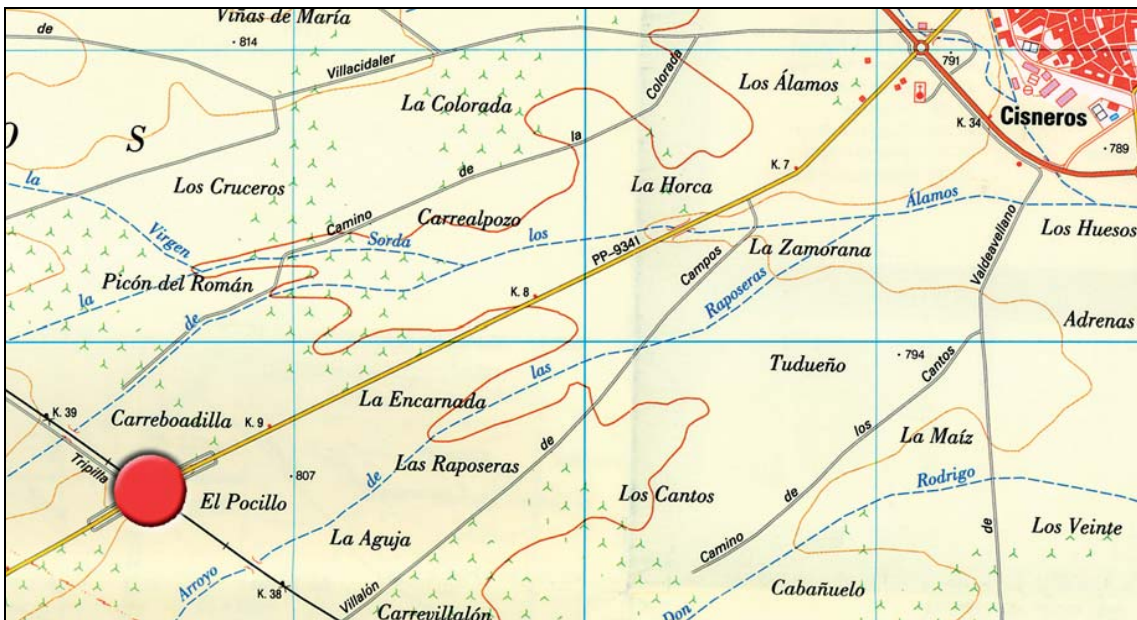 Viñas de María
de
814
Villacidaler
791
Colorada
Los Álamos
La Colorada
K. 34
Cisneros
S
la
789
K. 7
de
la
Los Cruceros
La Horca
Camino
Carrealpozo
Álamos
Virgen
Sorda
los
Valdeavellano
Los Huesos
PP-9341
Campos
La Zamorana
Picón del Román
Raposeras
la
de
K. 8
Adrenas
Tudueño
794
Cantos
las
La Encarnada
K. 39
Carreboadilla
K. 9
de
los
La Maíz
Tripilla
Las Raposeras
807
de
Rodrigo
El Pocillo
Los Cantos
de
La Aguja
Camino
de
Los Veinte
Arroyo
K. 38
Villalón
Cabañuelo
Carrevillalón
Don